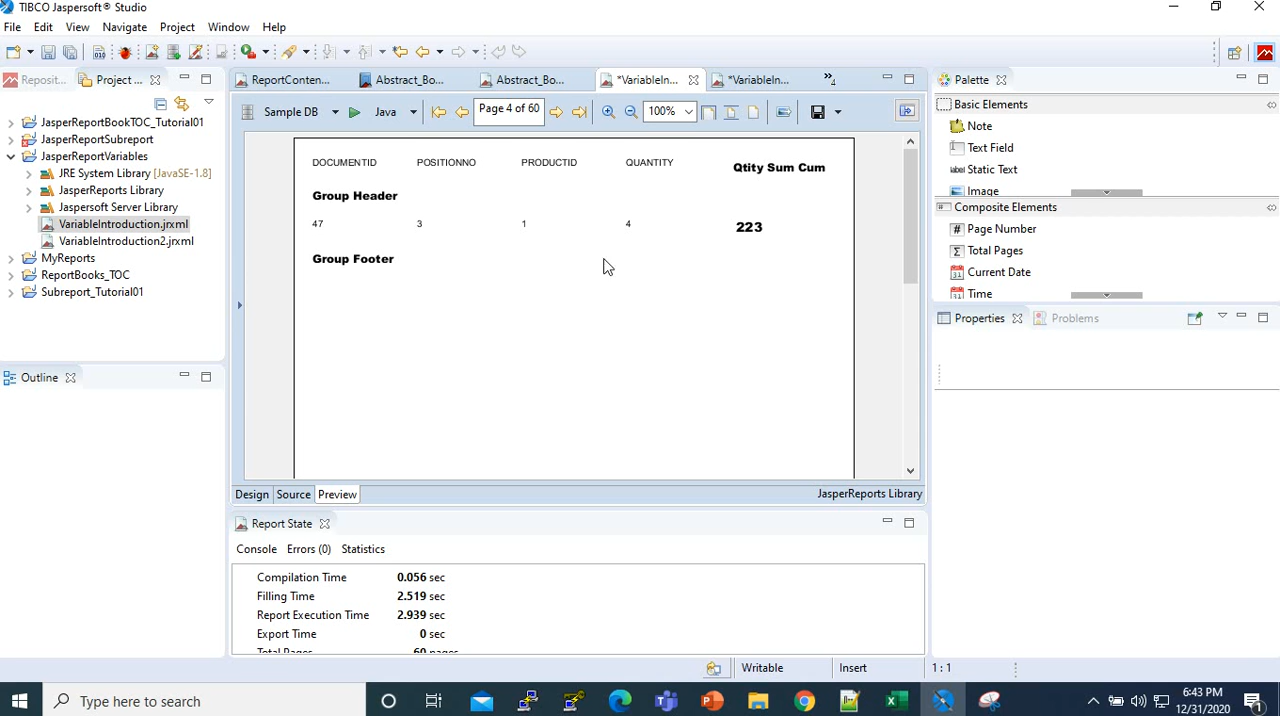 TIBCO Jaspersoft® Studio
File Edit View Navigate Project Window Help
Reposit... Project ...
JasperReportBookTOC_Tutorial01
JasperReportSubreport
JasperReportVariables
JRE System Library [JavaSE-1.8]
JasperReports Library
Jaspersoft Server Library
VariableIntroduction.jrxml
VariableIntroduction2.jrxml
MyReports
ReportBooks_TOC
Subreport_Tutorial01
Outline
ReportConten... Abstract_Bo... Abstract_Bo... *VariableIn... *VariableIn... 4
Sample DB Java Page 4 of 60 100%
DOCUMENTID POSITIONNO PRODUCTID QUANTITY Qtity Sum Cum
Group Header
47 3 1 4 223
Group Footer
Design Source Preview JasperReports Library
Report State
Console Errors (0) Statistics
Compilation Time 0.056 sec
Filling Time 2.519 sec
Report Execution Time 2.939 sec
Export Time 0 sec
Total Pages 60 pages
Palette
Basic Elements
Note
Text Field
Static Text
Image
Composite Elements
Page Number
Total Pages
Current Date
Time
Properties Problems
Writable Insert 1 : 1
Type here to search
6:43 PM
12/31/2020
1